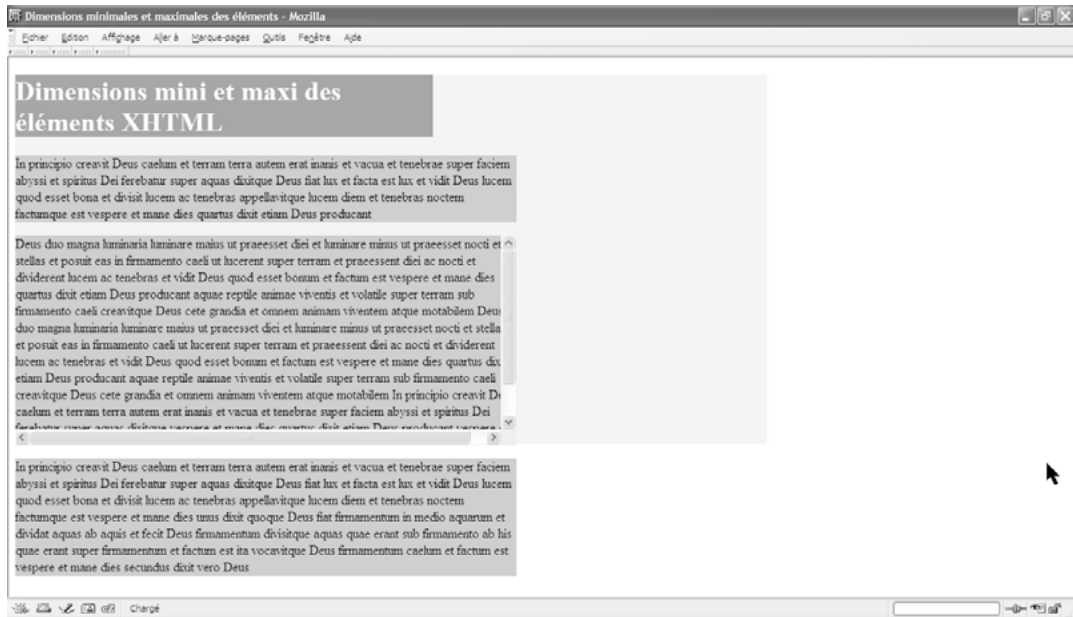 Dimensions minimales et maximales des éléments - Mozilla
Fichier Edition Affichage Aller à Marque-pages Outils Fenêtre Aide
Dimensions mini et maxi des
éléments XHTML
In principio creavit Deus caelum et terram terra autem erat inanis et vacua et tenebrae super faciem
abyssi et spiritus Dei ferebatur super aquas dixitque Deus fiat lux et facta est lux et vidit Deus lucem
quod esset bona et divisit lucem ac tenebras appellavitque lucem diem et tenebras noctem
factumque est vespere et mane dies quartus dixit etiam Deus producant
Deus duo magna luminaria luminare maius ut praeesset diei et luminare minus ut praeesset nocti et
stellas et posuit eas in firmamento caeli ut lucerent super terram et praeessent diei ac nocti et
dividerent lucem ac tenebras et vidit Deus quod esset bonum et factum est vespere et mane dies
quartus dixit etiam Deus producant aquae reptile animae viventis et volatile super terram sub
firmamento caeli creavitque Deus cete grandia et omnem animam viventem atque motabilem Deus
duo magna luminaria luminare maius ut praeesset diei et luminare minus ut praeesset nocti et stella
et posuit eas in firmamento caeli ut lucerent super terram et praeessent diei ac nocti et dividerent
lucem ac tenebras et vidit Deus quod esset bonum et factum est vespere et mane dies quartus dix
etiam Deus producant aquae reptile animae viventis et volatile super terram sub firmamento caeli
creavitque Deus cete grandia et omnem animam viventem atque motabilem In principio creavit De
caelum et terram terra autem erat inanis et vacua et tenebrae super faciem abyssi et spiritus Dei
ferebatur super aquas dixitque vespere et mane dies quartus dixit etiam Deus producant vespere
In principio creavit Deus caelum et terram terra autem erat inanis et vacua et tenebrae super faciem
abyssi et spiritus Dei ferebatur super aquas dixitque Deus fiat lux et facta est lux et vidit Deus lucem
quod esset bona et divisit lucem ac tenebras appellavitque lucem diem et tenebras noctem
factumque est vespere et mane dies unus dixit quoque Deus fiat firmamentum in medio aquarum et
dividat aquas ab aquis et fecit Deus firmamentum divisitque aquas quae erant sub firmamento ab his
quae erant super firmamentum et factum est ita vocavitque Deus firmamentum caelum et factum est
vespere et mane dies secundus dixit vero Deus
Chargé